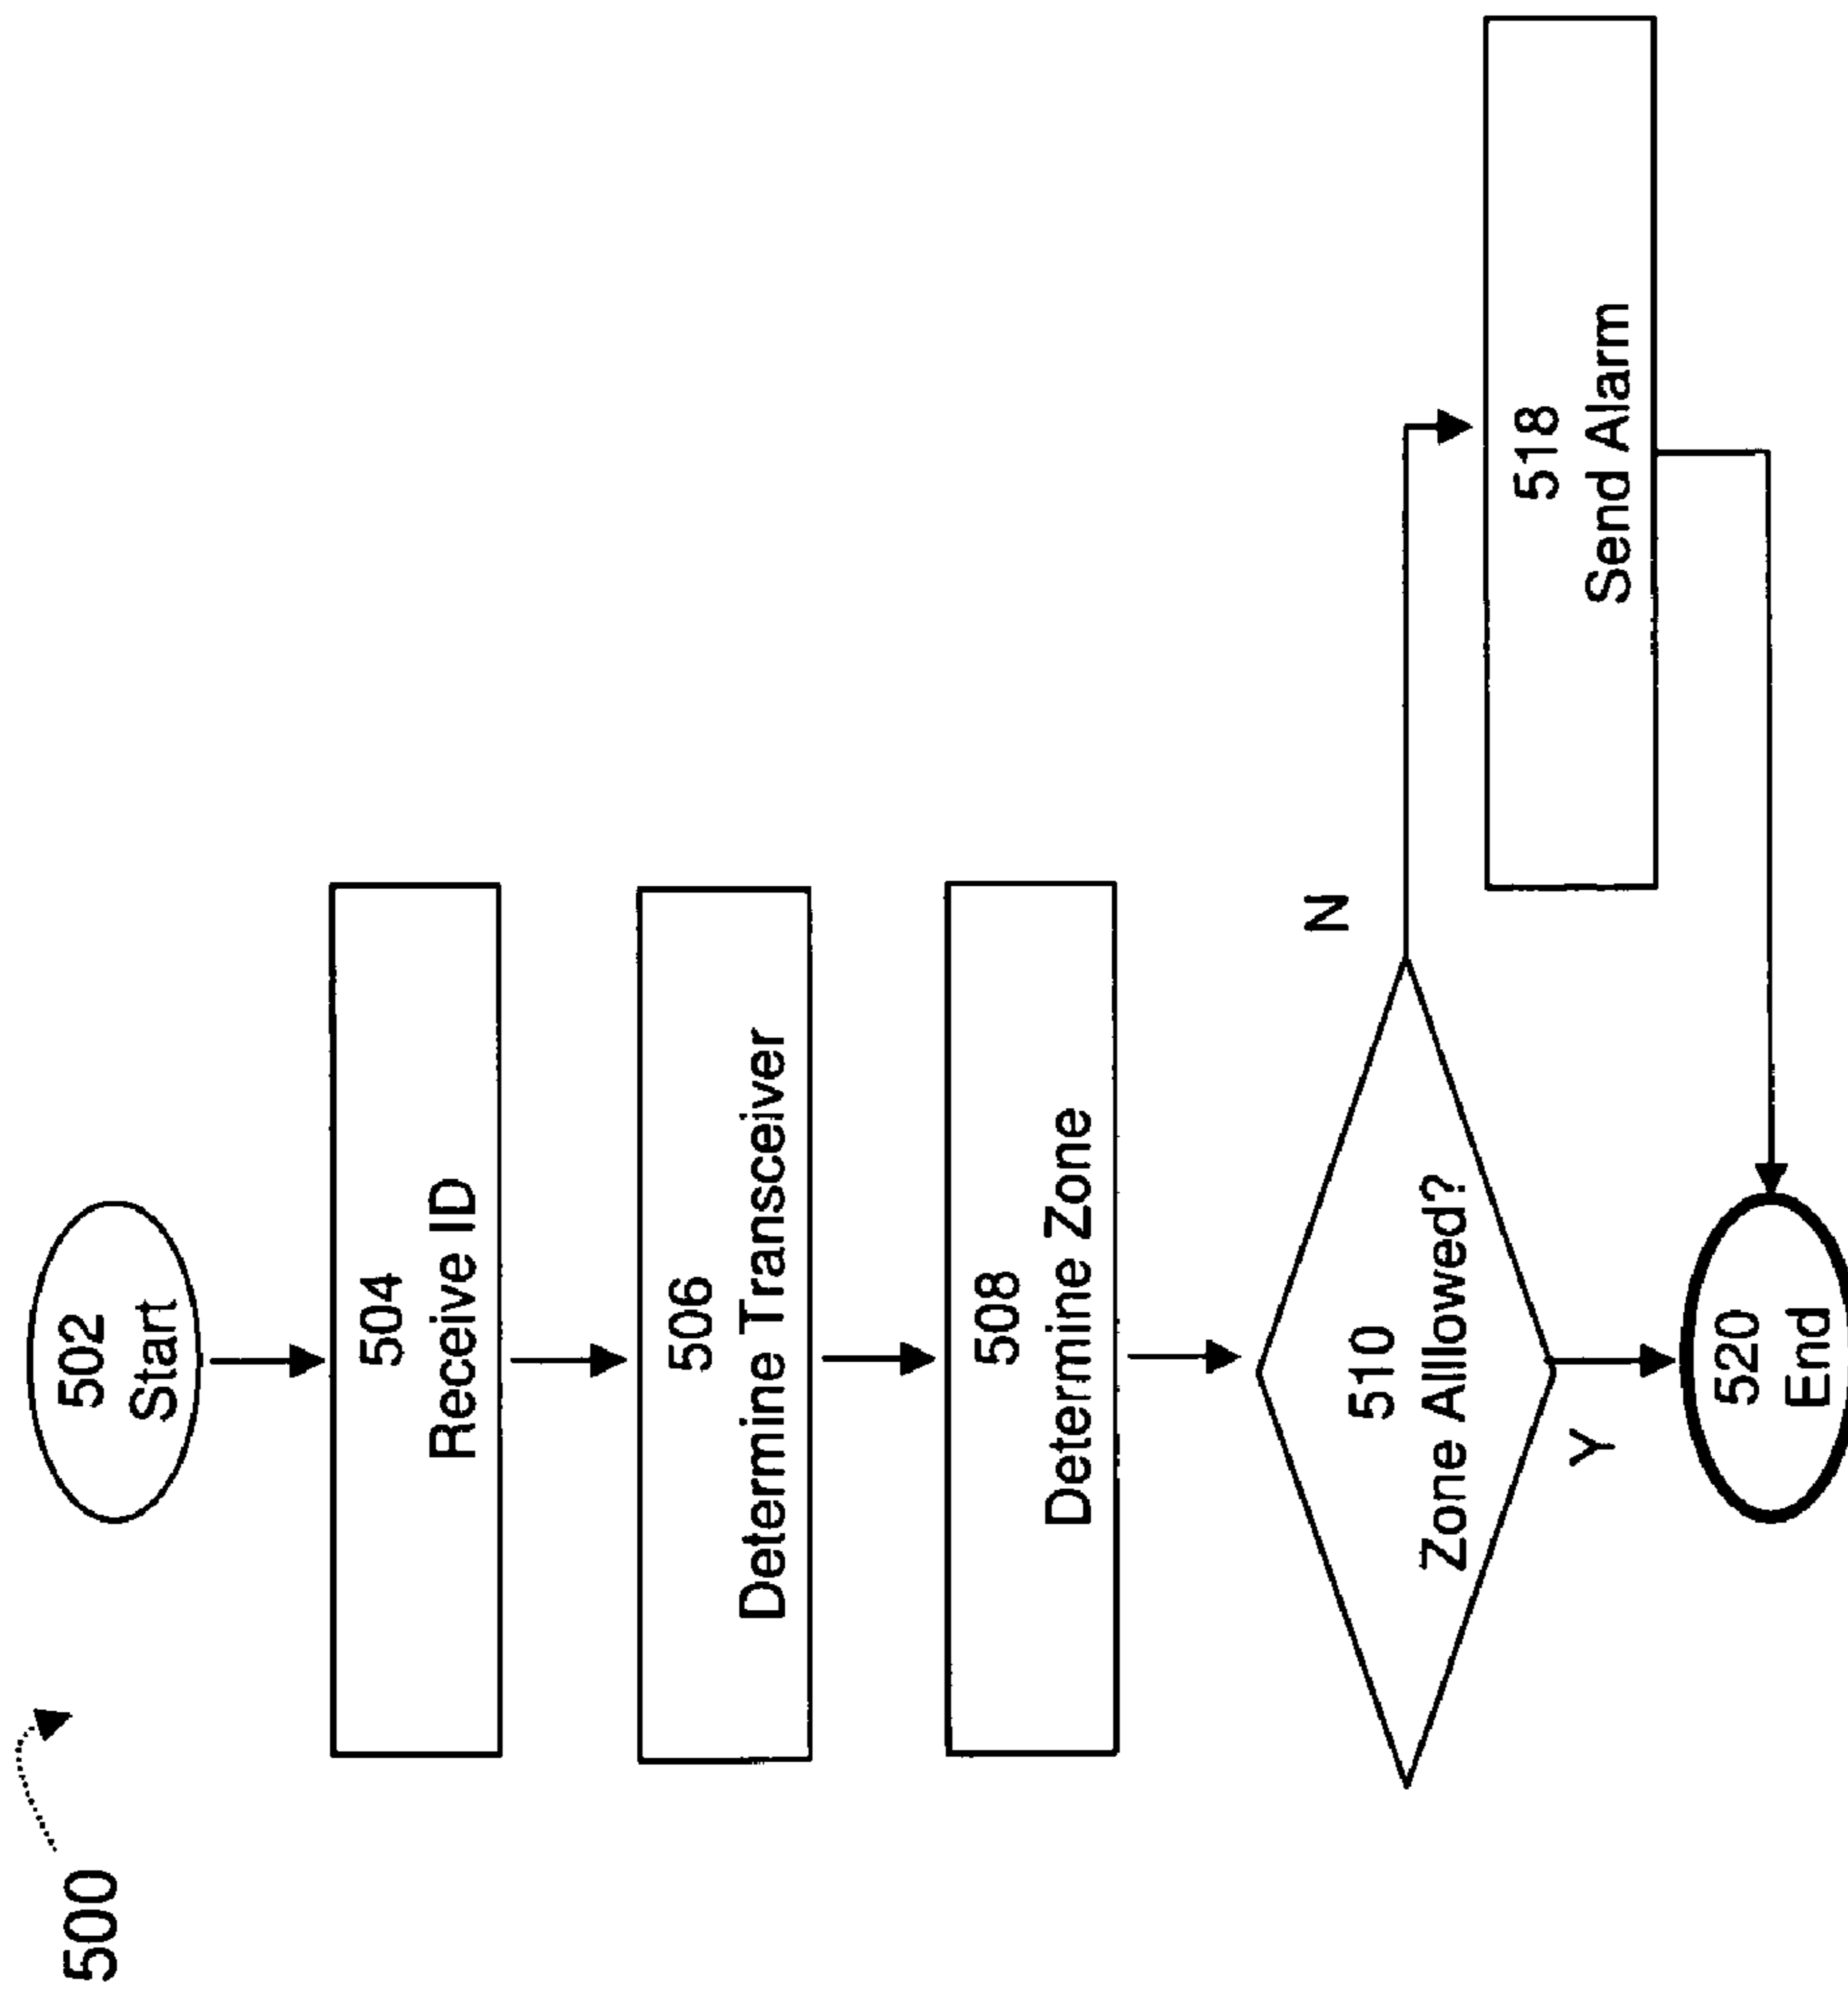 500
502
Start
504
Receive ID
506
Determine Transceiver
508
Determine Zone
510
Zone Alllowed?
N
Y
518
Send Alarm
520
End